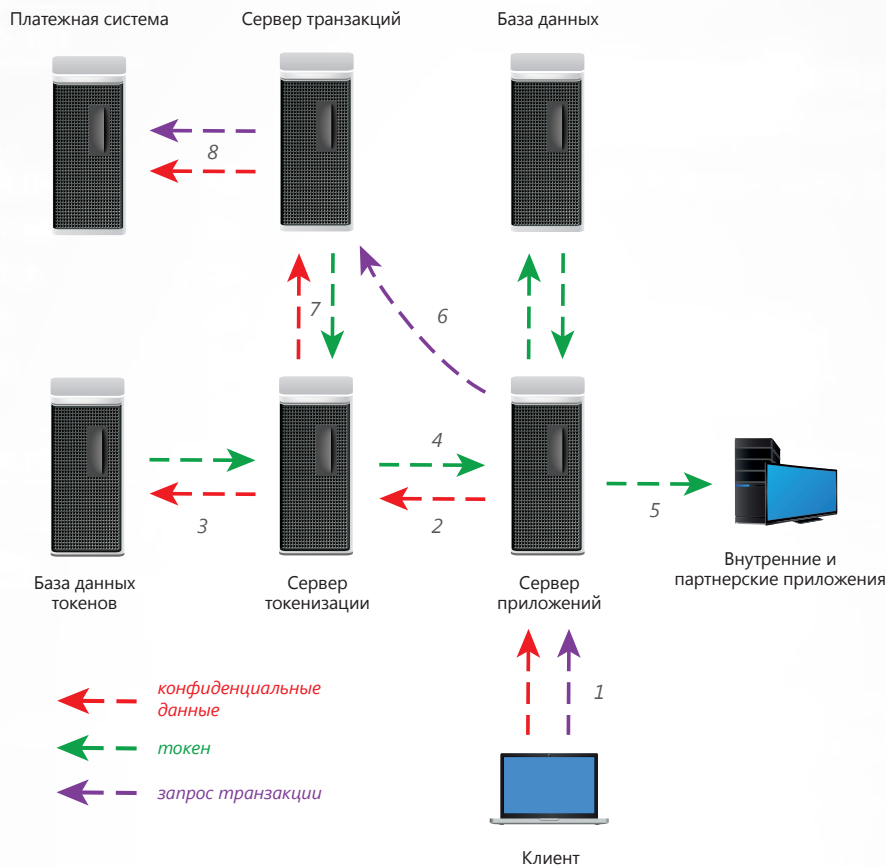 Платежная система
Сервер транзакций
База данных
8
7
6
4
3
2
5
База данных
токенов
Сервер
токенизации
Сервер
приложений
Внутренние и
партнерские приложения
конфиденциальные
данные
1
токен
запрос транзакции
Клиент